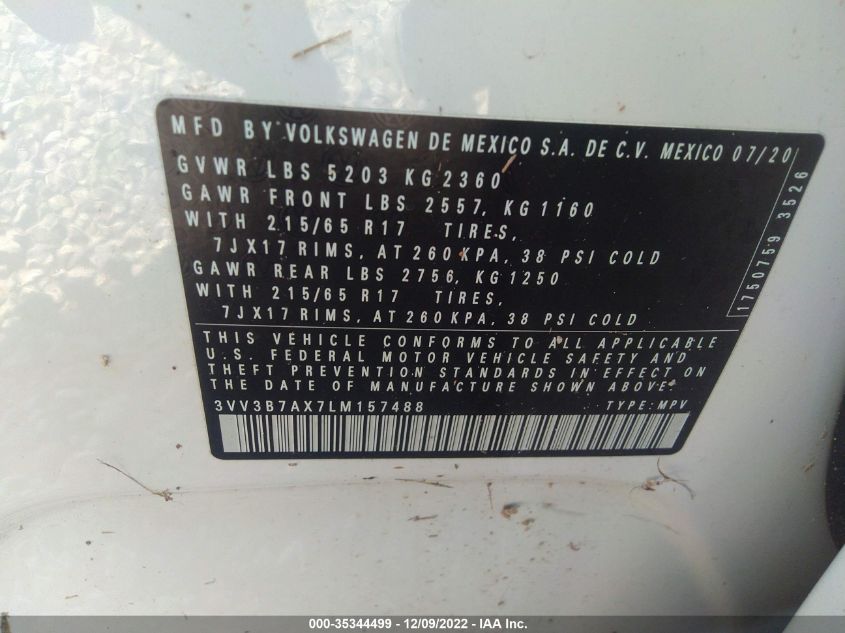 MFD BY VOLKSWAGEN DE MEXICO S.A. DE C.V. MEXICO 07/20
GVWR LBS 5203 KG 2360
GAWR FRONT LBS 2557, KG 1160
WITH 215/65 R17 TIRES,
7JX17 RIMS, AT 260 KPA, 38 PSI COLD
GAWR REAR LBS 2756, KG 1250
WITH 215/65 R17 TIRES,
7JX17 RIMS, AT 260 KPA, 38 PSI COLD
1750759 3526
THIS VEHICLE CONFORMS TO ALL APPLICABLE
U.S. FEDERAL MOTOR VEHICLE SAFETY AND
THEFT PREVENTION STANDARDS IN EFFECT ON
THE DATE OF MANUFACTURE SHOWN ABOVE.
3VV3B7AX7LM157488 TYPE: MPV
000-35344499 - 12/09/2022 - IAA Inc.